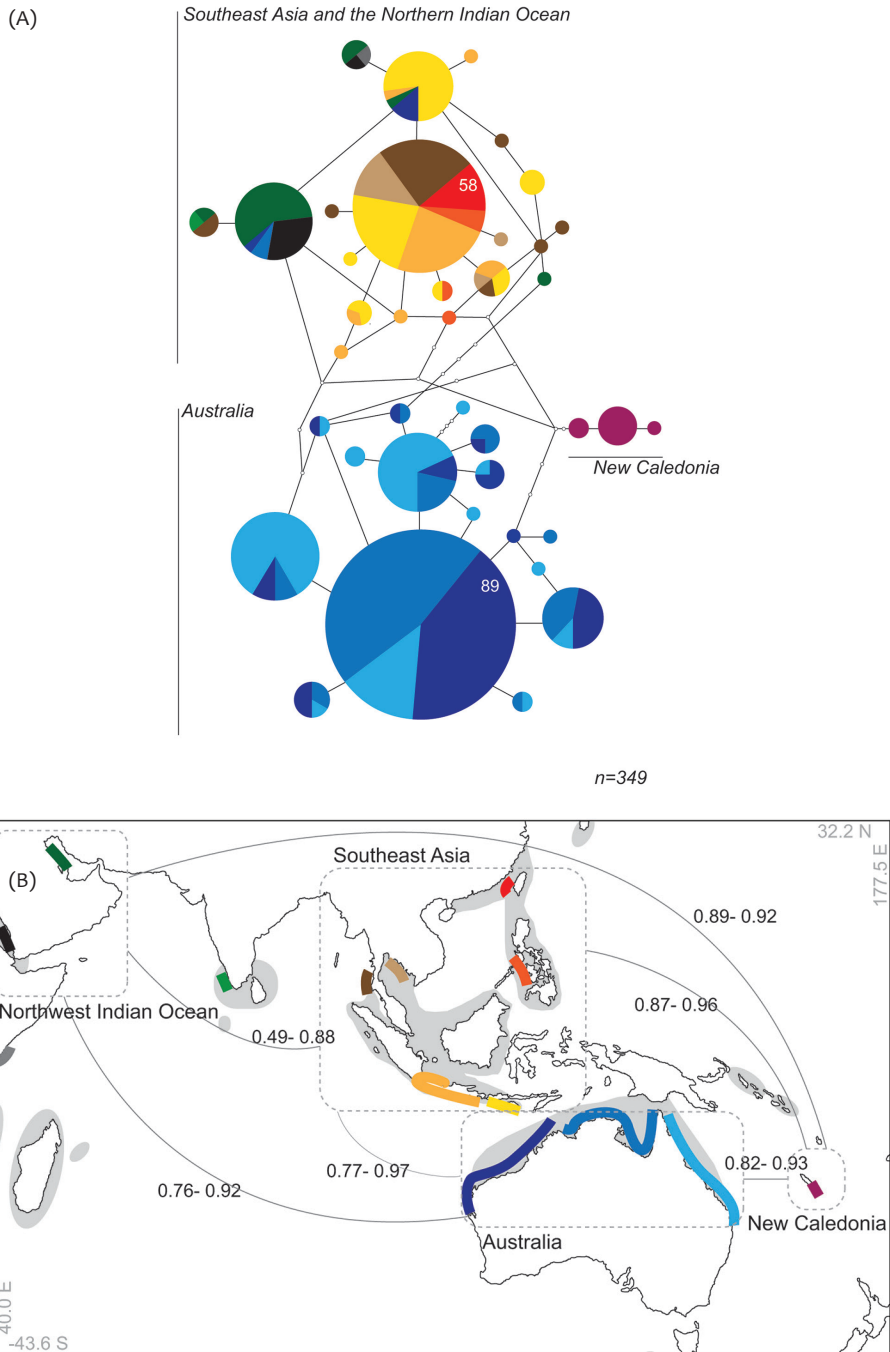 (A)
Southeast Asia and the Northern Indian Ocean
58
Australia
New Caledonia
89
n=349
(B)
32.2 N
177.5 E
Southeast Asia
0.89- 0.92
0.87- 0.96
Northwest Indian Ocean
0.49- 0.88
0.77- 0.97
0.82- 0.93
0.76- 0.92
New Caledonia
Australia
40.0 E
-43.6 S